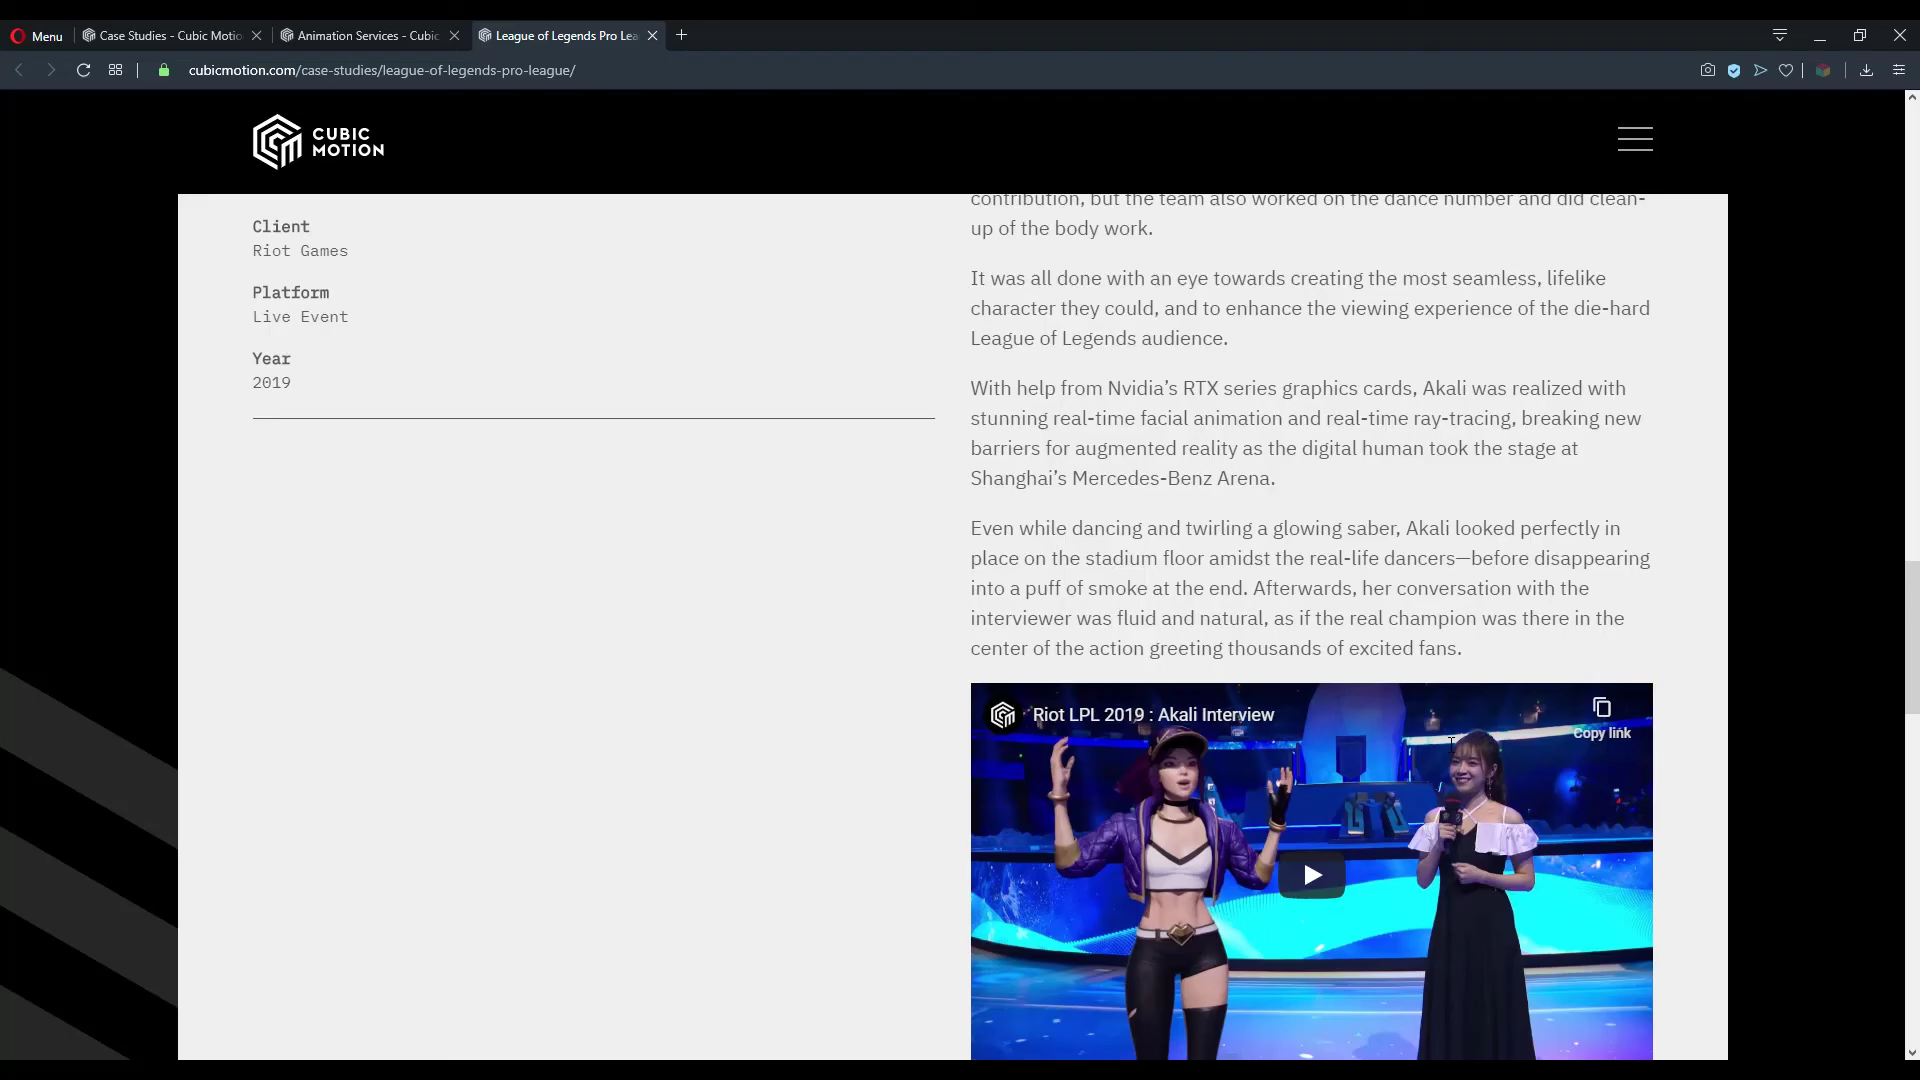 Menu
Case Studies - Cubic Motio
Animation Services - Cubic
League of Legends Pro Lea
cubicmotion.com/case-studies/league-of-legends-pro-league/
CUBIC
MOTION
Client
Riot Games
Platform
Live Event
Year
2019
contribution, but the team also worked on the dance number and did clean-
up of the body work.
It was all done with an eye towards creating the most seamless, lifelike
character they could, and to enhance the viewing experience of the die-hard
League of Legends audience.
With help from Nvidia’s RTX series graphics cards, Akali was realized with
stunning real-time facial animation and real-time ray-tracing, breaking new
barriers for augmented reality as the digital human took the stage at
Shanghai’s Mercedes-Benz Arena.
Even while dancing and twirling a glowing saber, Akali looked perfectly in
place on the stadium floor amidst the real-life dancers—before disappearing
into a puff of smoke at the end. Afterwards, her conversation with the
interviewer was fluid and natural, as if the real champion was there in the
center of the action greeting thousands of excited fans.
Riot LPL 2019 : Akali Interview
Copy link